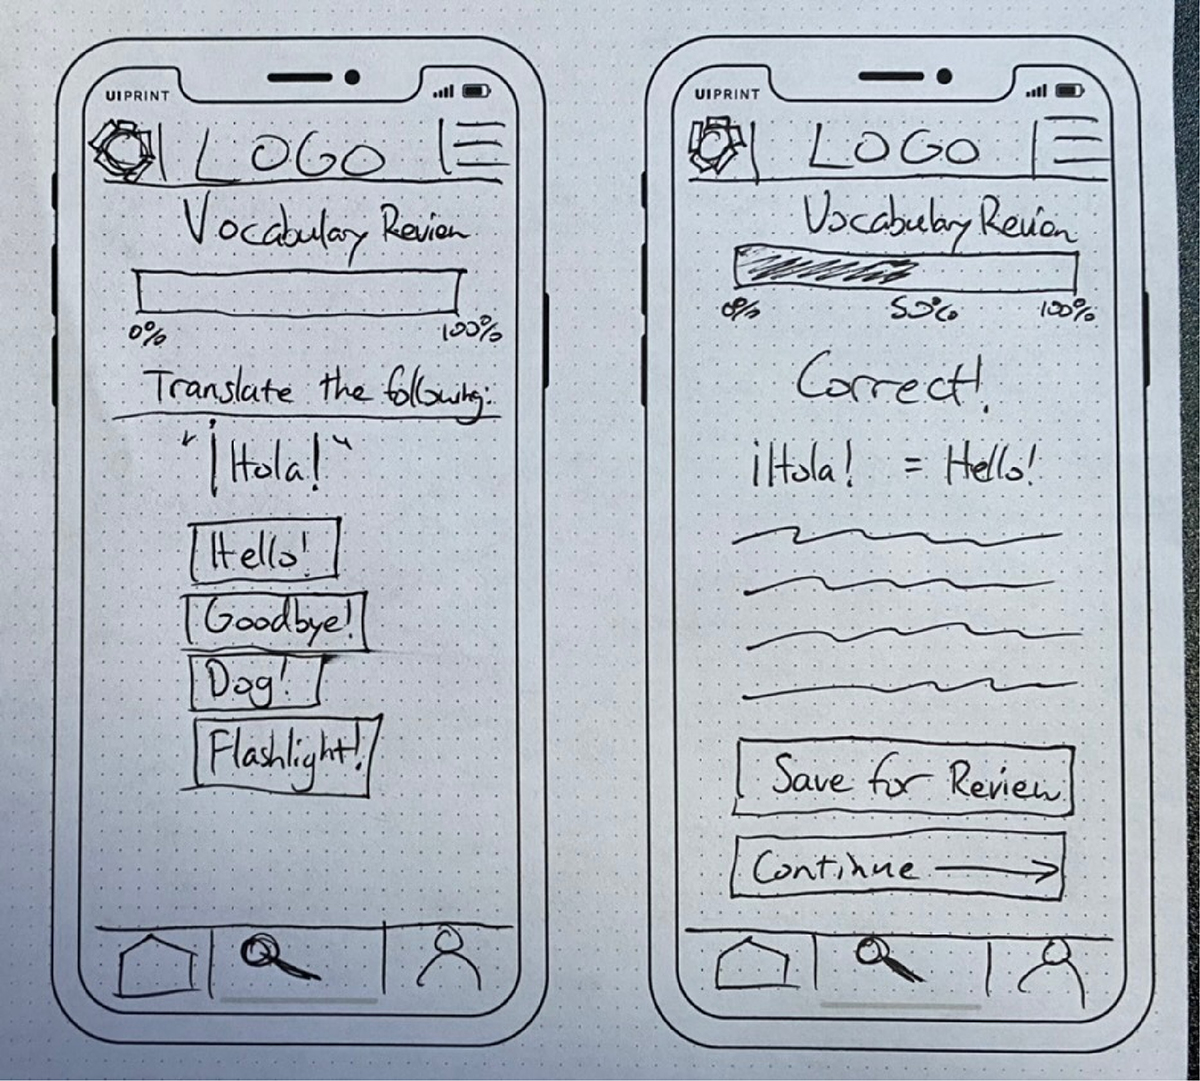 UIPRINT
LOGO
Vocabulary Review
0% 100%
Translate the following:
"¡Hola!"
Hello!
Goodbye!
Dog!
Flashlight!
UIPRINT
LOGO
Vocabulary Review
0% 50% 100%
Correct!
¡Hola! = Hello!
Save for Review
Continue →